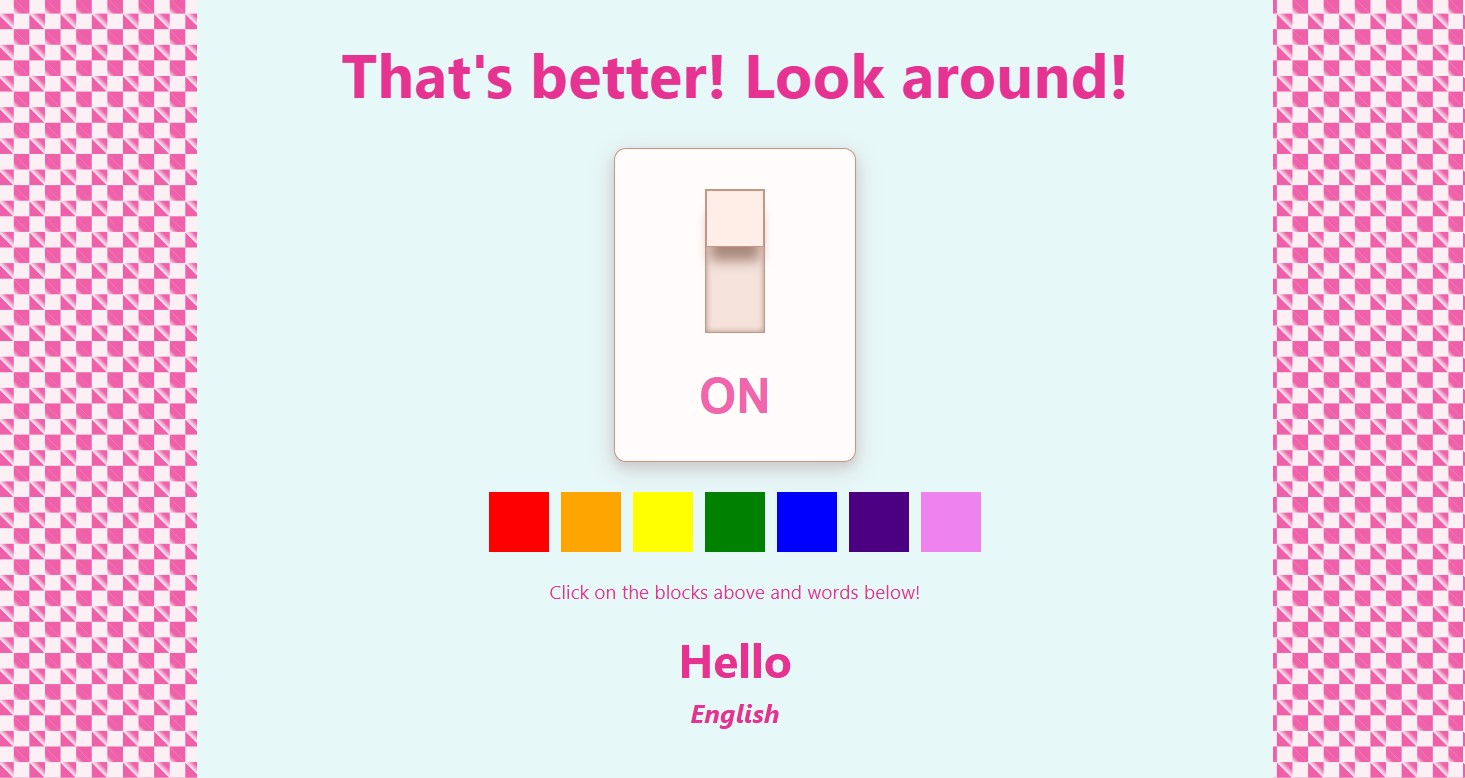 That's better! Look around!
ON
Click on the blocks above and words below!
Hello
English